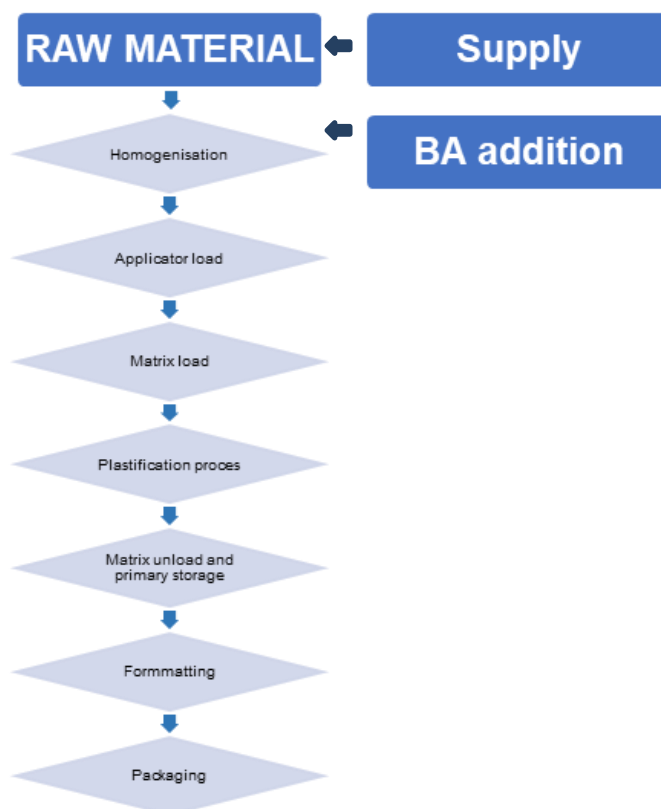 RAW MATERIAL
Supply
BA addition
Homogenisation
Applicator load
Matrix load
Plastification proces
Matrix unload and
primary storage
Formmatting
Packaging